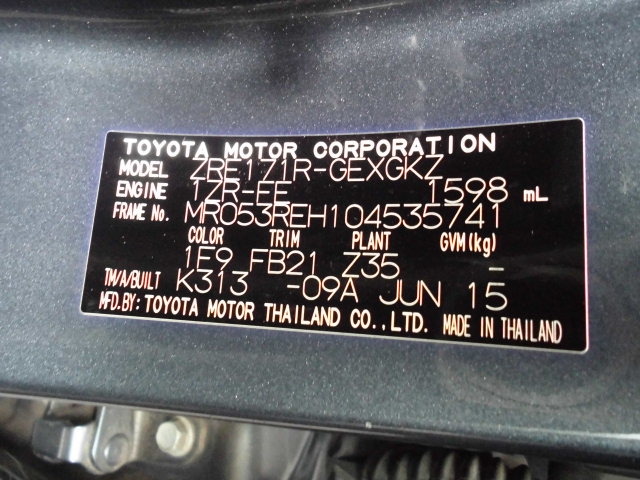 TOYOTA MOTOR CORPORATION
MODEL ZRE171R-GEXGKZ
ENGINE 1ZR-FE 1598 mL
FRAME No. MR053REH104535741
COLOR TRIM PLANT GVM(kg)
1E9 FB21 Z35 -
TM/A/BUILT K313 -09A JUN 15
MFD.BY: TOYOTA MOTOR THAILAND CO.,LTD. MADE IN THAILAND